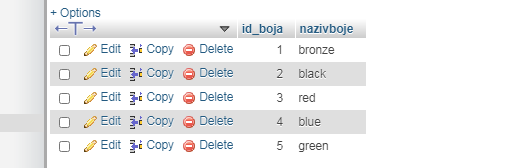 + Options
id_boja nazivboje
Edit Copy Delete 1 bronze
Edit Copy Delete 2 black
Edit Copy Delete 3 red
Edit Copy Delete 4 blue
Edit Copy Delete 5 green